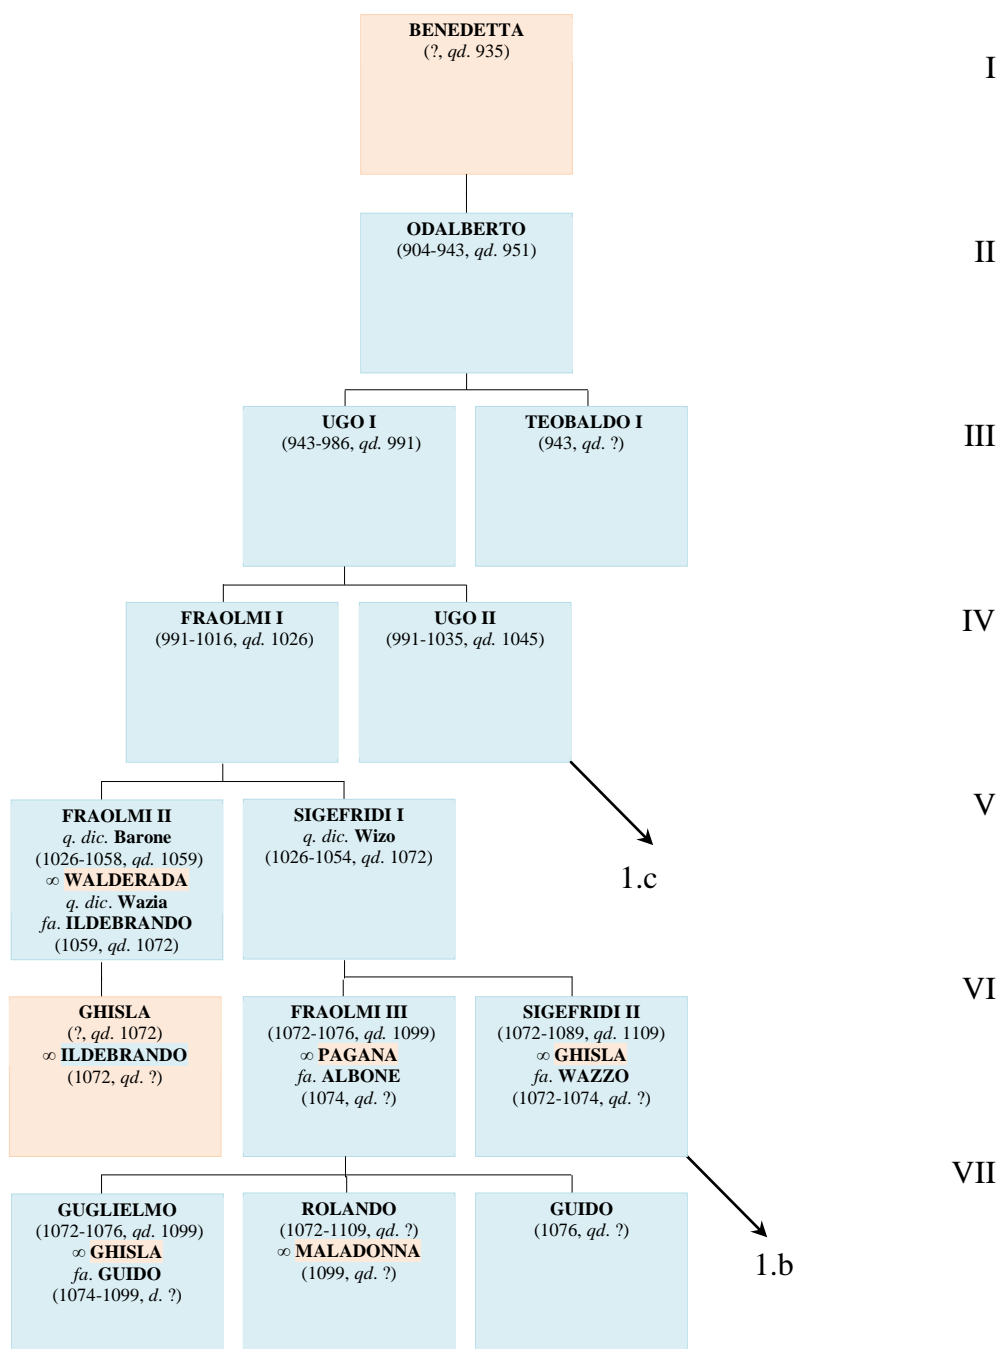 BENEDETTA
(?, qd. 935)
I
ODALBERTO
(904-943, qd. 951)
II
UGO I
(943-986, qd. 991)
TEOBALDO I
(943, qd. ?)
III
FRAOLMI I
(991-1016, qd. 1026)
UGO II
(991-1035, qd. 1045)
IV
FRAOLMI II
q. dic. Barone
(1026-1058, qd. 1059)
∞ WALDERADA
q. dic. Wazia
fa. ILDEBRANDO
(1059, qd. 1072)
SIGEFRIDI I
q. dic. Wizo
(1026-1054, qd. 1072)
V
1.c
GHISLA
(?, qd. 1072)
∞ ILDEBRANDO
(1072, qd. ?)
FRAOLMI III
(1072-1076, qd. 1099)
∞ PAGANA
fa. ALBONE
(1074, qd. ?)
SIGEFRIDI II
(1072-1089, qd. 1109)
∞ GHISLA
fa. WAZZO
(1072-1074, qd. ?)
VI
GUGLIELMO
(1072-1076, qd. 1099)
∞ GHISLA
fa. GUIDO
(1074-1099, d. ?)
ROLANDO
(1072-1109, qd. ?)
∞ MALADONNA
(1099, qd. ?)
GUIDO
(1076, qd. ?)
VII
1.b